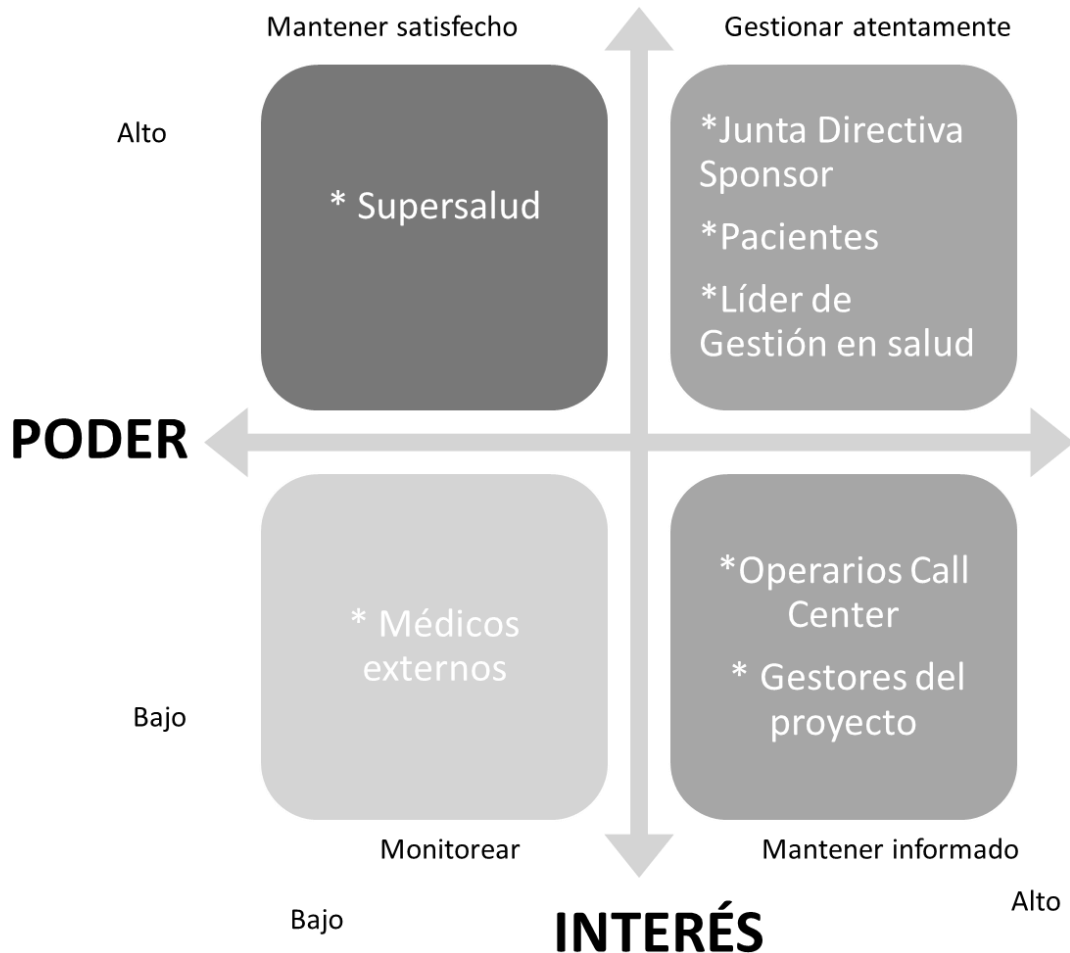 Mantener satisfecho
Gestionar atentamente
Alto
* Supersalud
*Junta Directiva
Sponsor
*Pacientes
*Líder de
Gestión en salud
PODER
* Médicos
externos
*Operarios Call
Center
* Gestores del
proyecto
Bajo
Monitorear
Mantener informado
Bajo
INTERÉS
Alto